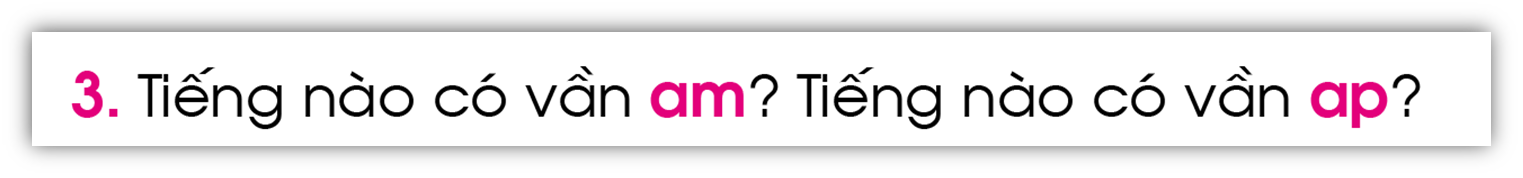 3. Tiếng nào có vần am? Tiếng nào có vần ap?